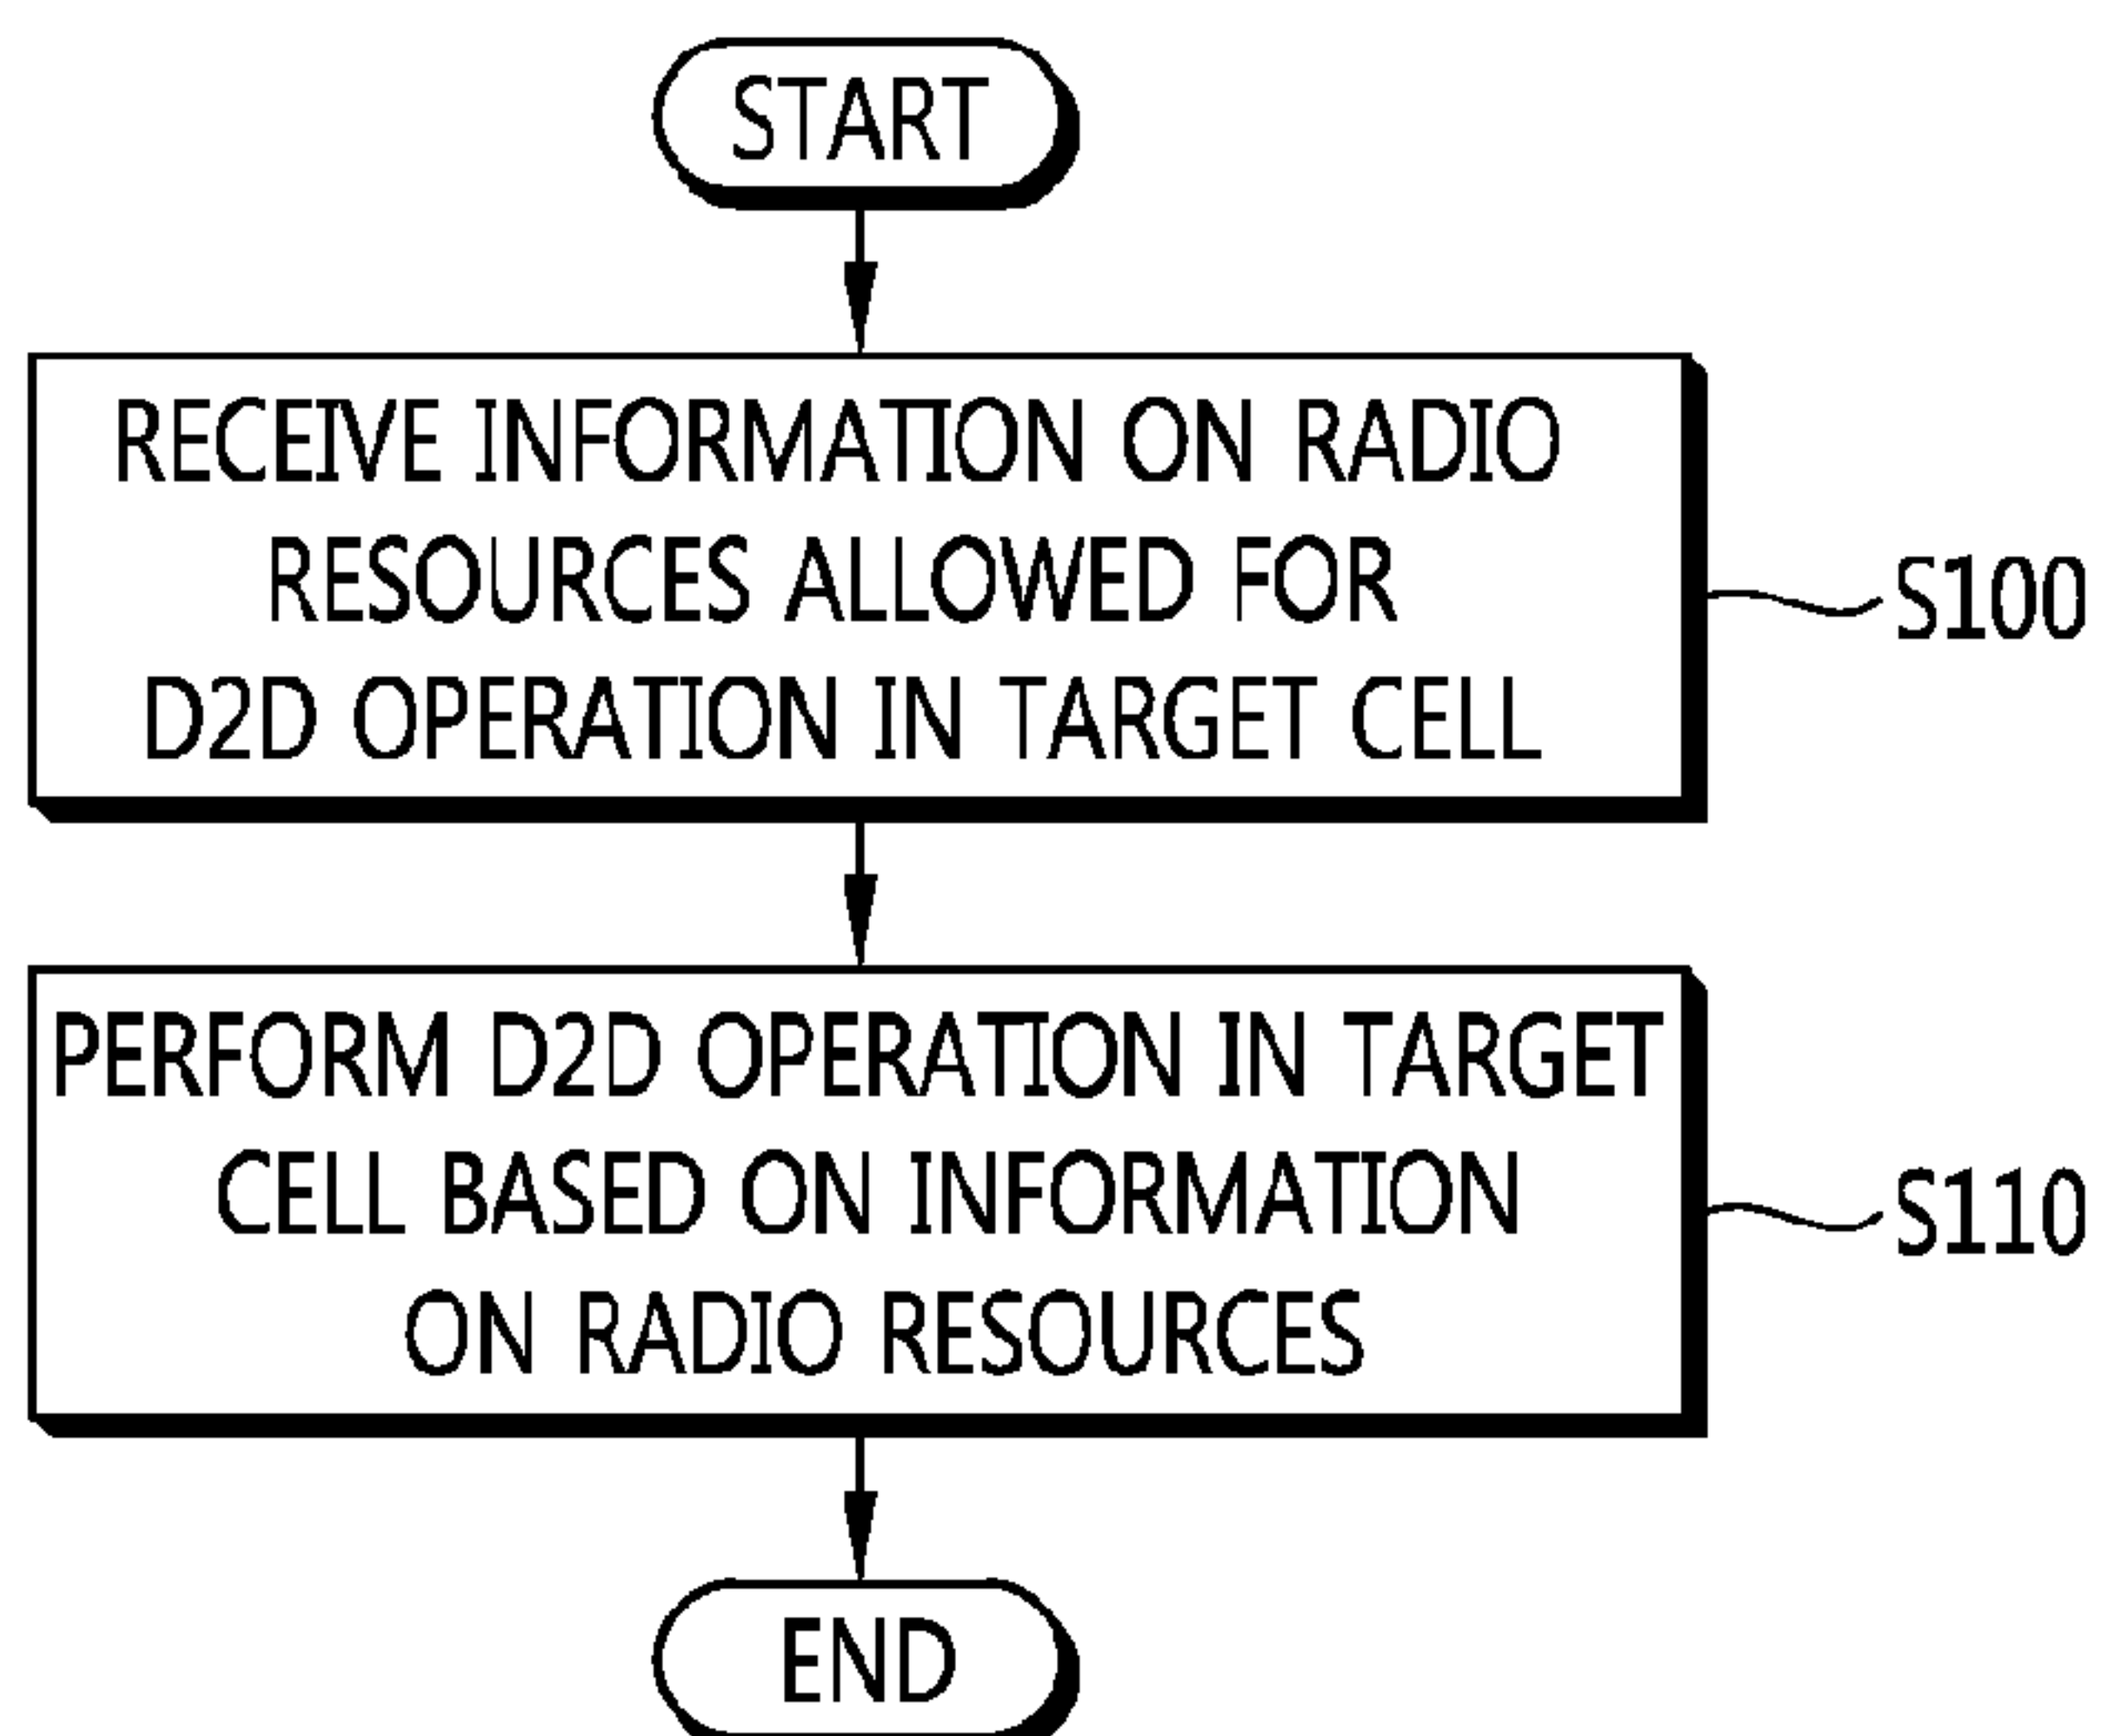 START
RECEIVE INFORMATION ON RADIO
RESOURCES ALLOWED FOR
D2D OPERATION IN TARGET CELL
S100
PERFORM D2D OPERATION IN TARGET
CELL BASED ON INFORMATION
ON RADIO RESOURCES
S110
END